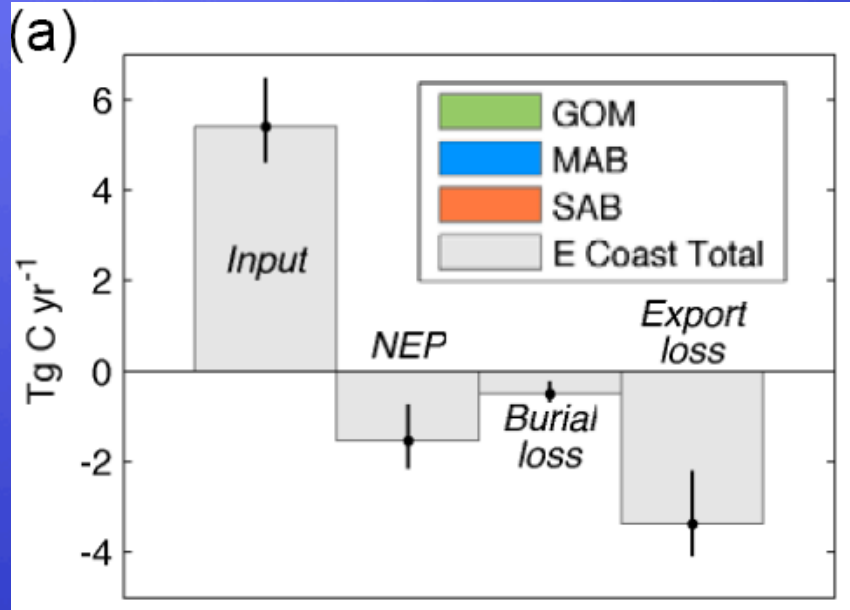 (a)
Tg C yr-1
6
4
2
0
-2
-4
GOM
MAB
SAB
E Coast Total
Input
NEP
Burial
loss
Export
loss